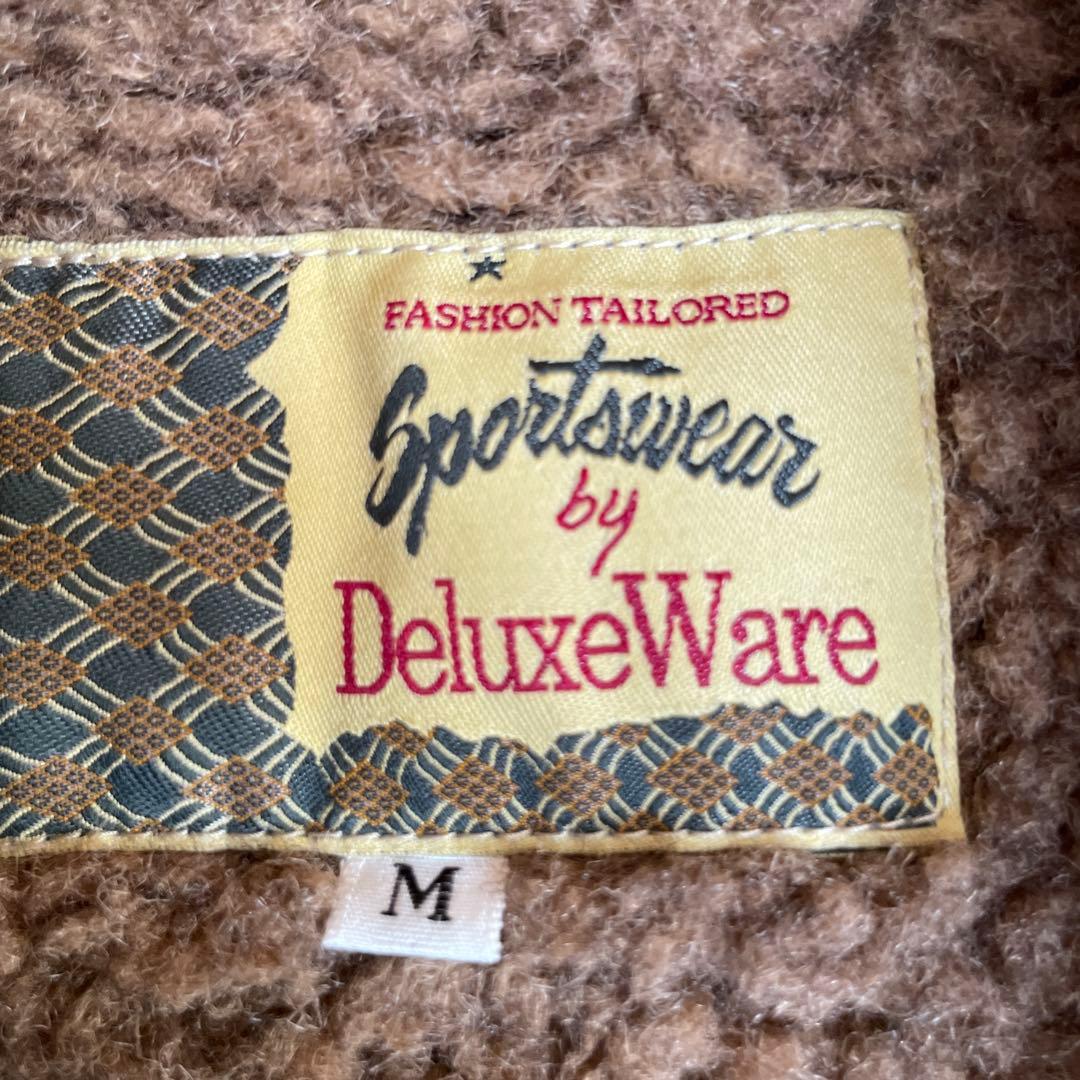 FASHION TAILORED
Sportswear
by
DeluxeWare
M